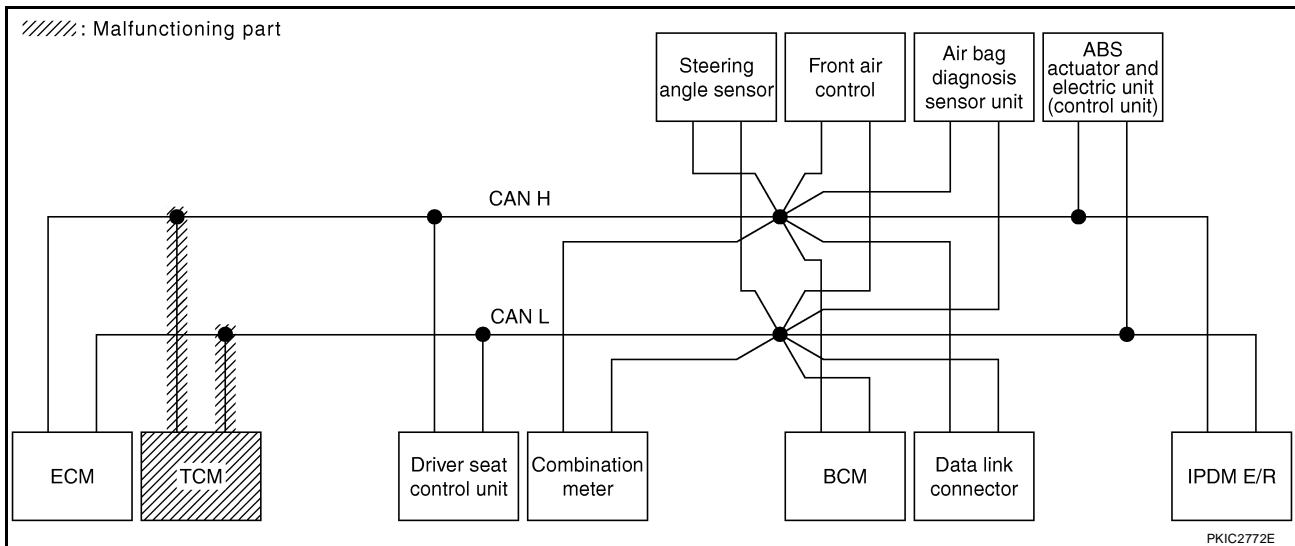 : Malfunctioning part
Steering
angle sensor
Front air
control
Air bag
diagnosis
sensor unit
ABS
actuator and
electric unit
(control unit)
CAN H
CAN L
ECM
TCM
Driver seat
control unit
Combination
meter
BCM
Data link
connector
IPDM E/R
PKIC2772E